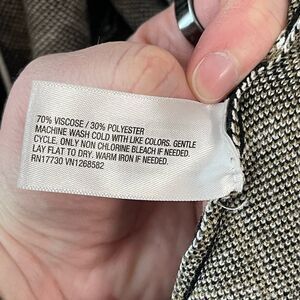 70% VISCOSE / 30% POLYESTER
MACHINE WASH COLD WITH LIKE COLORS. GENTLE
CYCLE. ONLY NON CHLORINE BLEACH IF NEEDED.
LAY FLAT TO DRY. WARM IRON IF NEEDED.
RN17730 VN1268582